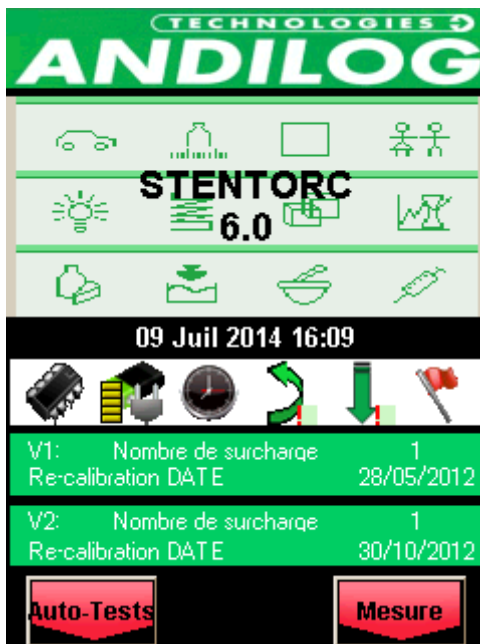 TECHNOLOGIES
ANDILOG
STENTORC
6.0
09 Juil 2014 16:09
V1: Nombre de surcharge 1
Re-calibration DATE 28/05/2012
V2: Nombre de surcharge 1
Re-calibration DATE 30/10/2012
Auto-Tests Mesure